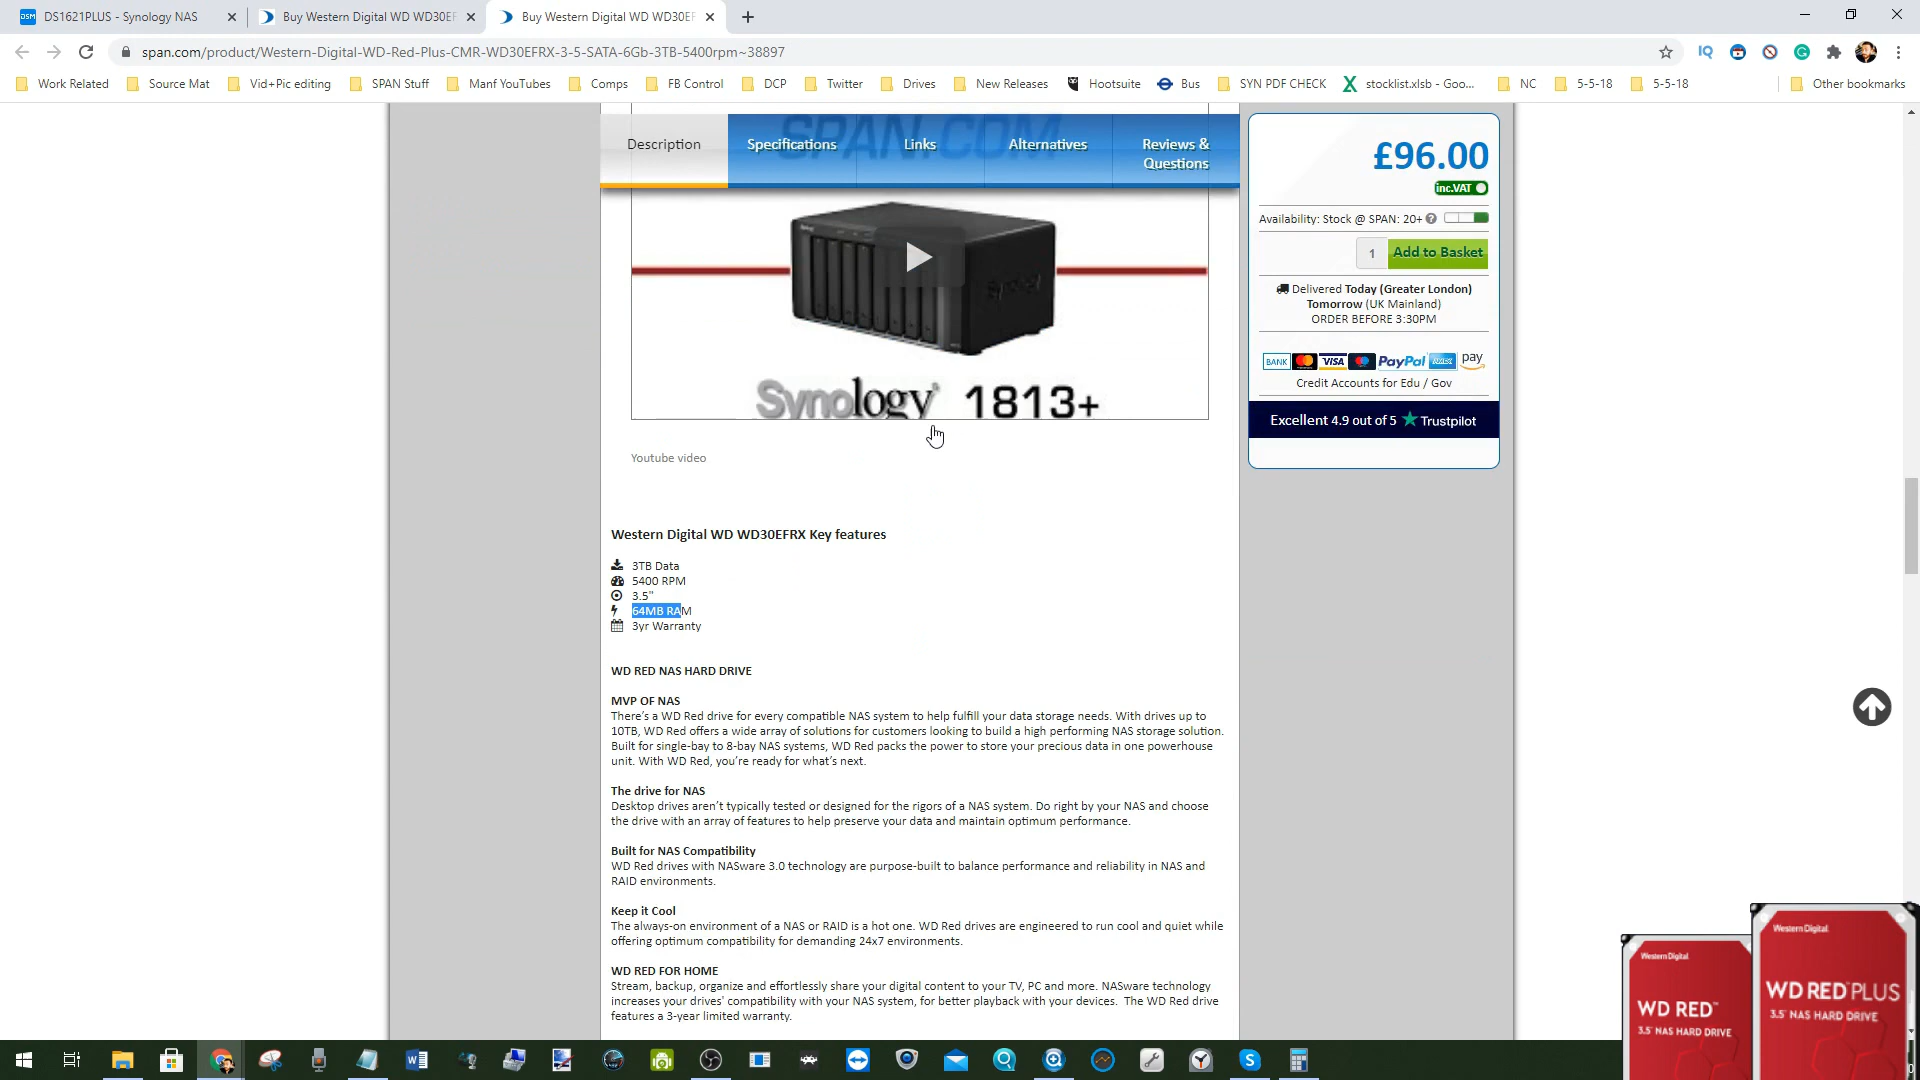 DS1621PLUS - Synology NAS
Buy Western Digital WD WD30EF
Buy Western Digital WD WD30EF
span.com/product/Western-Digital-WD-Red-Plus-CMR-WD30EFRX-3-5-SATA-6Gb-3TB-5400rpm~38897
Work Related
Source Mat
Vid+Pic editing
SPAN Stuff
Manf YouTubes
Comps
FB Control
DCP
Twitter
Drives
New Releases
Hootsuite
Bus
SYN PDF CHECK
stocklist.xlsb - Goo...
NC
5-5-18
5-5-18
Other bookmarks
SPAN.COM
Description
Specifications
Links
Alternatives
Reviews &
Questions
Synology 1813+
Youtube video
Western Digital WD WD30EFRX Key features
3TB Data
5400 RPM
3.5"
64MB RAM
3yr Warranty
WD RED NAS HARD DRIVE
MVP OF NAS
There's a WD Red drive for every compatible NAS system to help fulfill your data storage needs. With drives up to
10TB, WD Red offers a wide array of solutions for customers looking to build a high performing NAS storage solution.
Built for single-bay to 8-bay NAS systems, WD Red packs the power to store your precious data in one powerhouse
unit. With WD Red, you're ready for what's next.
The drive for NAS
Desktop drives aren't typically tested or designed for the rigors of a NAS system. Do right by your NAS and choose
the drive with an array of features to help preserve your data and maintain optimum performance.
Built for NAS Compatibility
WD Red drives with NASware 3.0 technology are purpose-built to balance performance and reliability in NAS and
RAID environments.
Keep it Cool
The always-on environment of a NAS or RAID is a hot one. WD Red drives are engineered to run cool and quiet while
offering optimum compatibility for demanding 24x7 environments.
WD RED FOR HOME
Stream, backup, organize and effortlessly share your digital content to your TV, PC and more. NASware technology
increases your drives' compatibility with your NAS system, for better playback with your devices. The WD Red drive
features a 3-year limited warranty.
£96.00
inc.VAT
Availability: Stock @ SPAN: 20+
1
Add to Basket
Delivered Today (Greater London)
Tomorrow (UK Mainland)
ORDER BEFORE 3:30PM
BANK
VISA
PayPal
pay
Credit Accounts for Edu / Gov
Excellent 4.9 out of 5 Trustpilot
Western Digital
WD RED™
3.5" NAS HARD DRIVE
Western Digital
WD RED PLUS
3.5" NAS HARD DRIVE